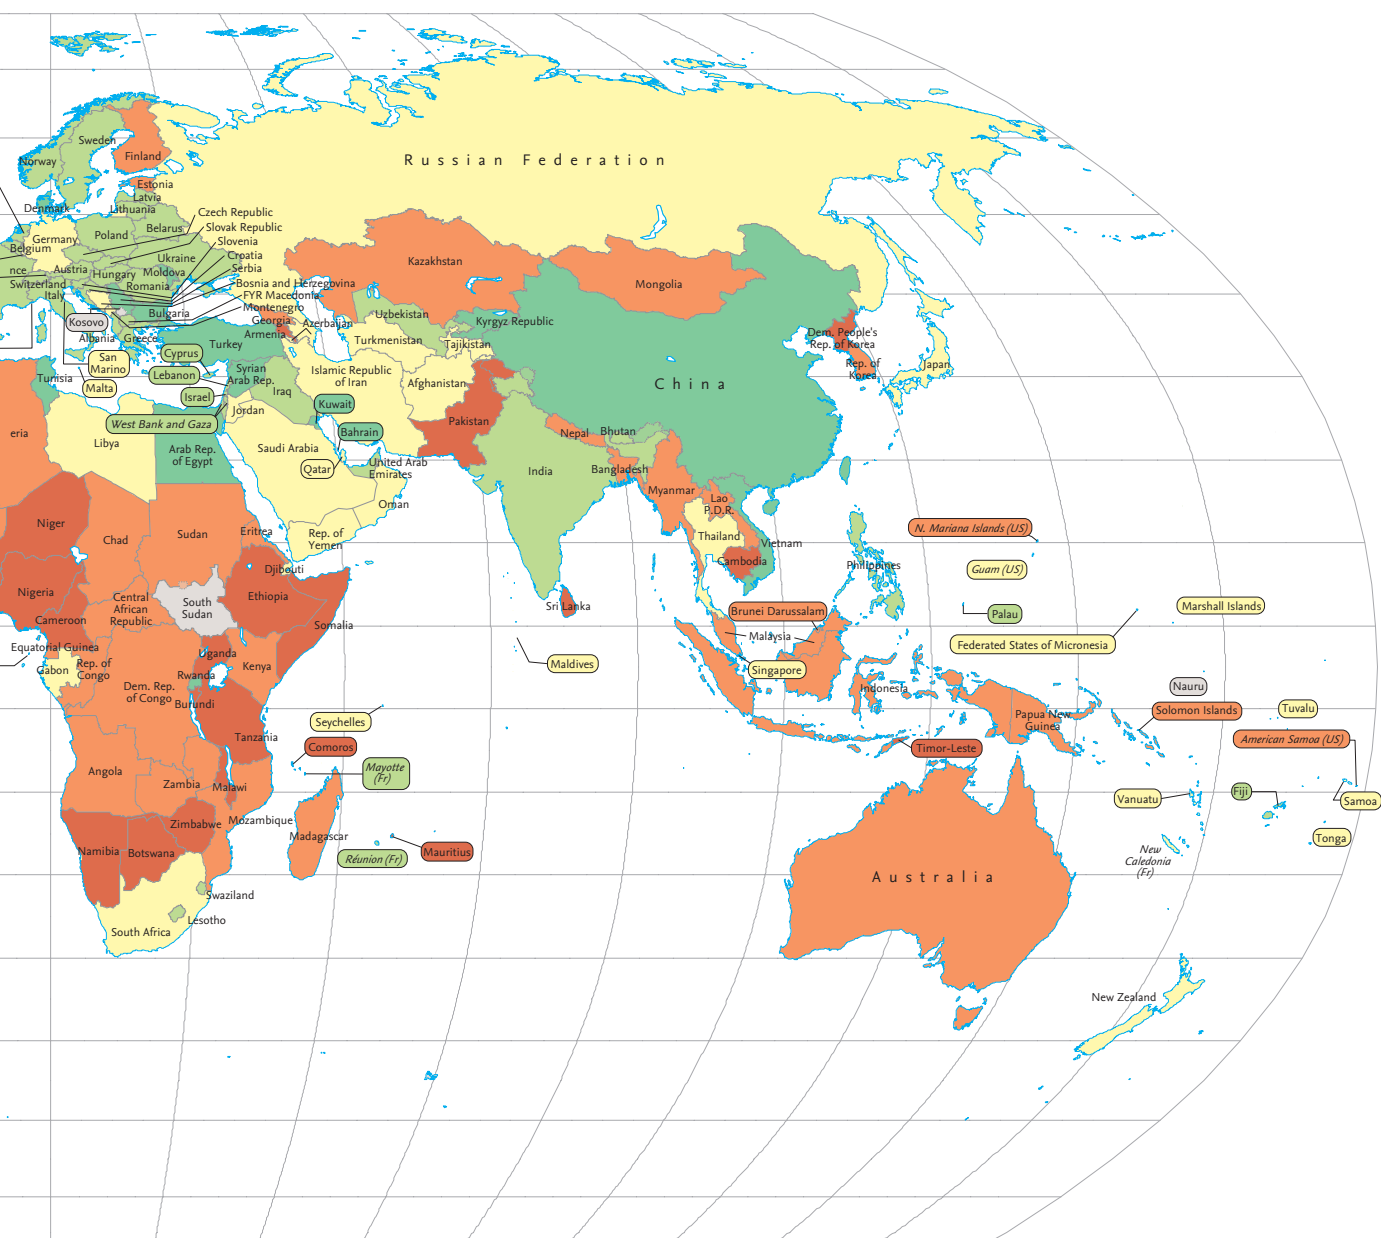 Russian Federation
Sweden
Finland
Norway
Estonia
Latvia
Denmark
Lithuania
Czech Republic
Slovak Republic
Belarus
Poland
Germany
Slovenia
Belgium
Croatia
Ukraine
Serbia
nce
Austria
Hungary
Moldova
Switzerland
Romania
Bosnia and Herzegovina
Italy
FYR Macedonia
Montenegro
Bulgaria
Kosovo
Georgia
Azerbaijan
Armenia
Albania
Greece
Turkey
Kazakhstan
Mongolia
Uzbekistan
Kyrgyz Republic
Turkmenistan
Tajikistan
Dem. People's
Rep. of Korea
Rep. of
Korea
Japan
China
San
Marino
Cyprus
Malta
Tunisia
Lebanon
Syrian
Arab Rep.
Iraq
Islamic Republic
of Iran
Afghanistan
Israel
Kuwait
Jordan
West Bank and Gaza
Pakistan
Bahrain
eria
Libya
Arab Rep.
of Egypt
Saudi Arabia
Qatar
United Arab
Emirates
Oman
Nepal
Bhutan
India
Bangladesh
Myanmar
Lao
P.D.R.
Niger
Chad
Sudan
Eritrea
Rep. of
Yemen
Thailand
Vietnam
Cambodia
Philippines
N. Mariana Islands (US)
Guam (US)
Djibouti
Nigeria
Central
African
Republic
South
Sudan
Ethiopia
Sri Lanka
Brunei Darussalam
Palau
Marshall Islands
Cameroon
Somalia
Malaysia
Federated States of Micronesia
Equatorial Guinea
Uganda
Gabon
Rep. of
Congo
Kenya
Maldives
Singapore
Rwanda
Dem. Rep.
of Congo
Burundi
Indonesia
Nauru
Seychelles
Papua New
Guinea
Solomon Islands
Tuvalu
Tanzania
Comoros
Timor-Leste
American Samoa (US)
Angola
Zambia
Malawi
Mayotte
(Fr)
Vanuatu
Fiji
Samoa
Mozambique
Zimbabwe
Madagascar
Namibia
Botswana
Réunion (Fr)
Mauritius
Tonga
New
Caledonia
(Fr)
Australia
Swaziland
Lesotho
South Africa
New Zealand